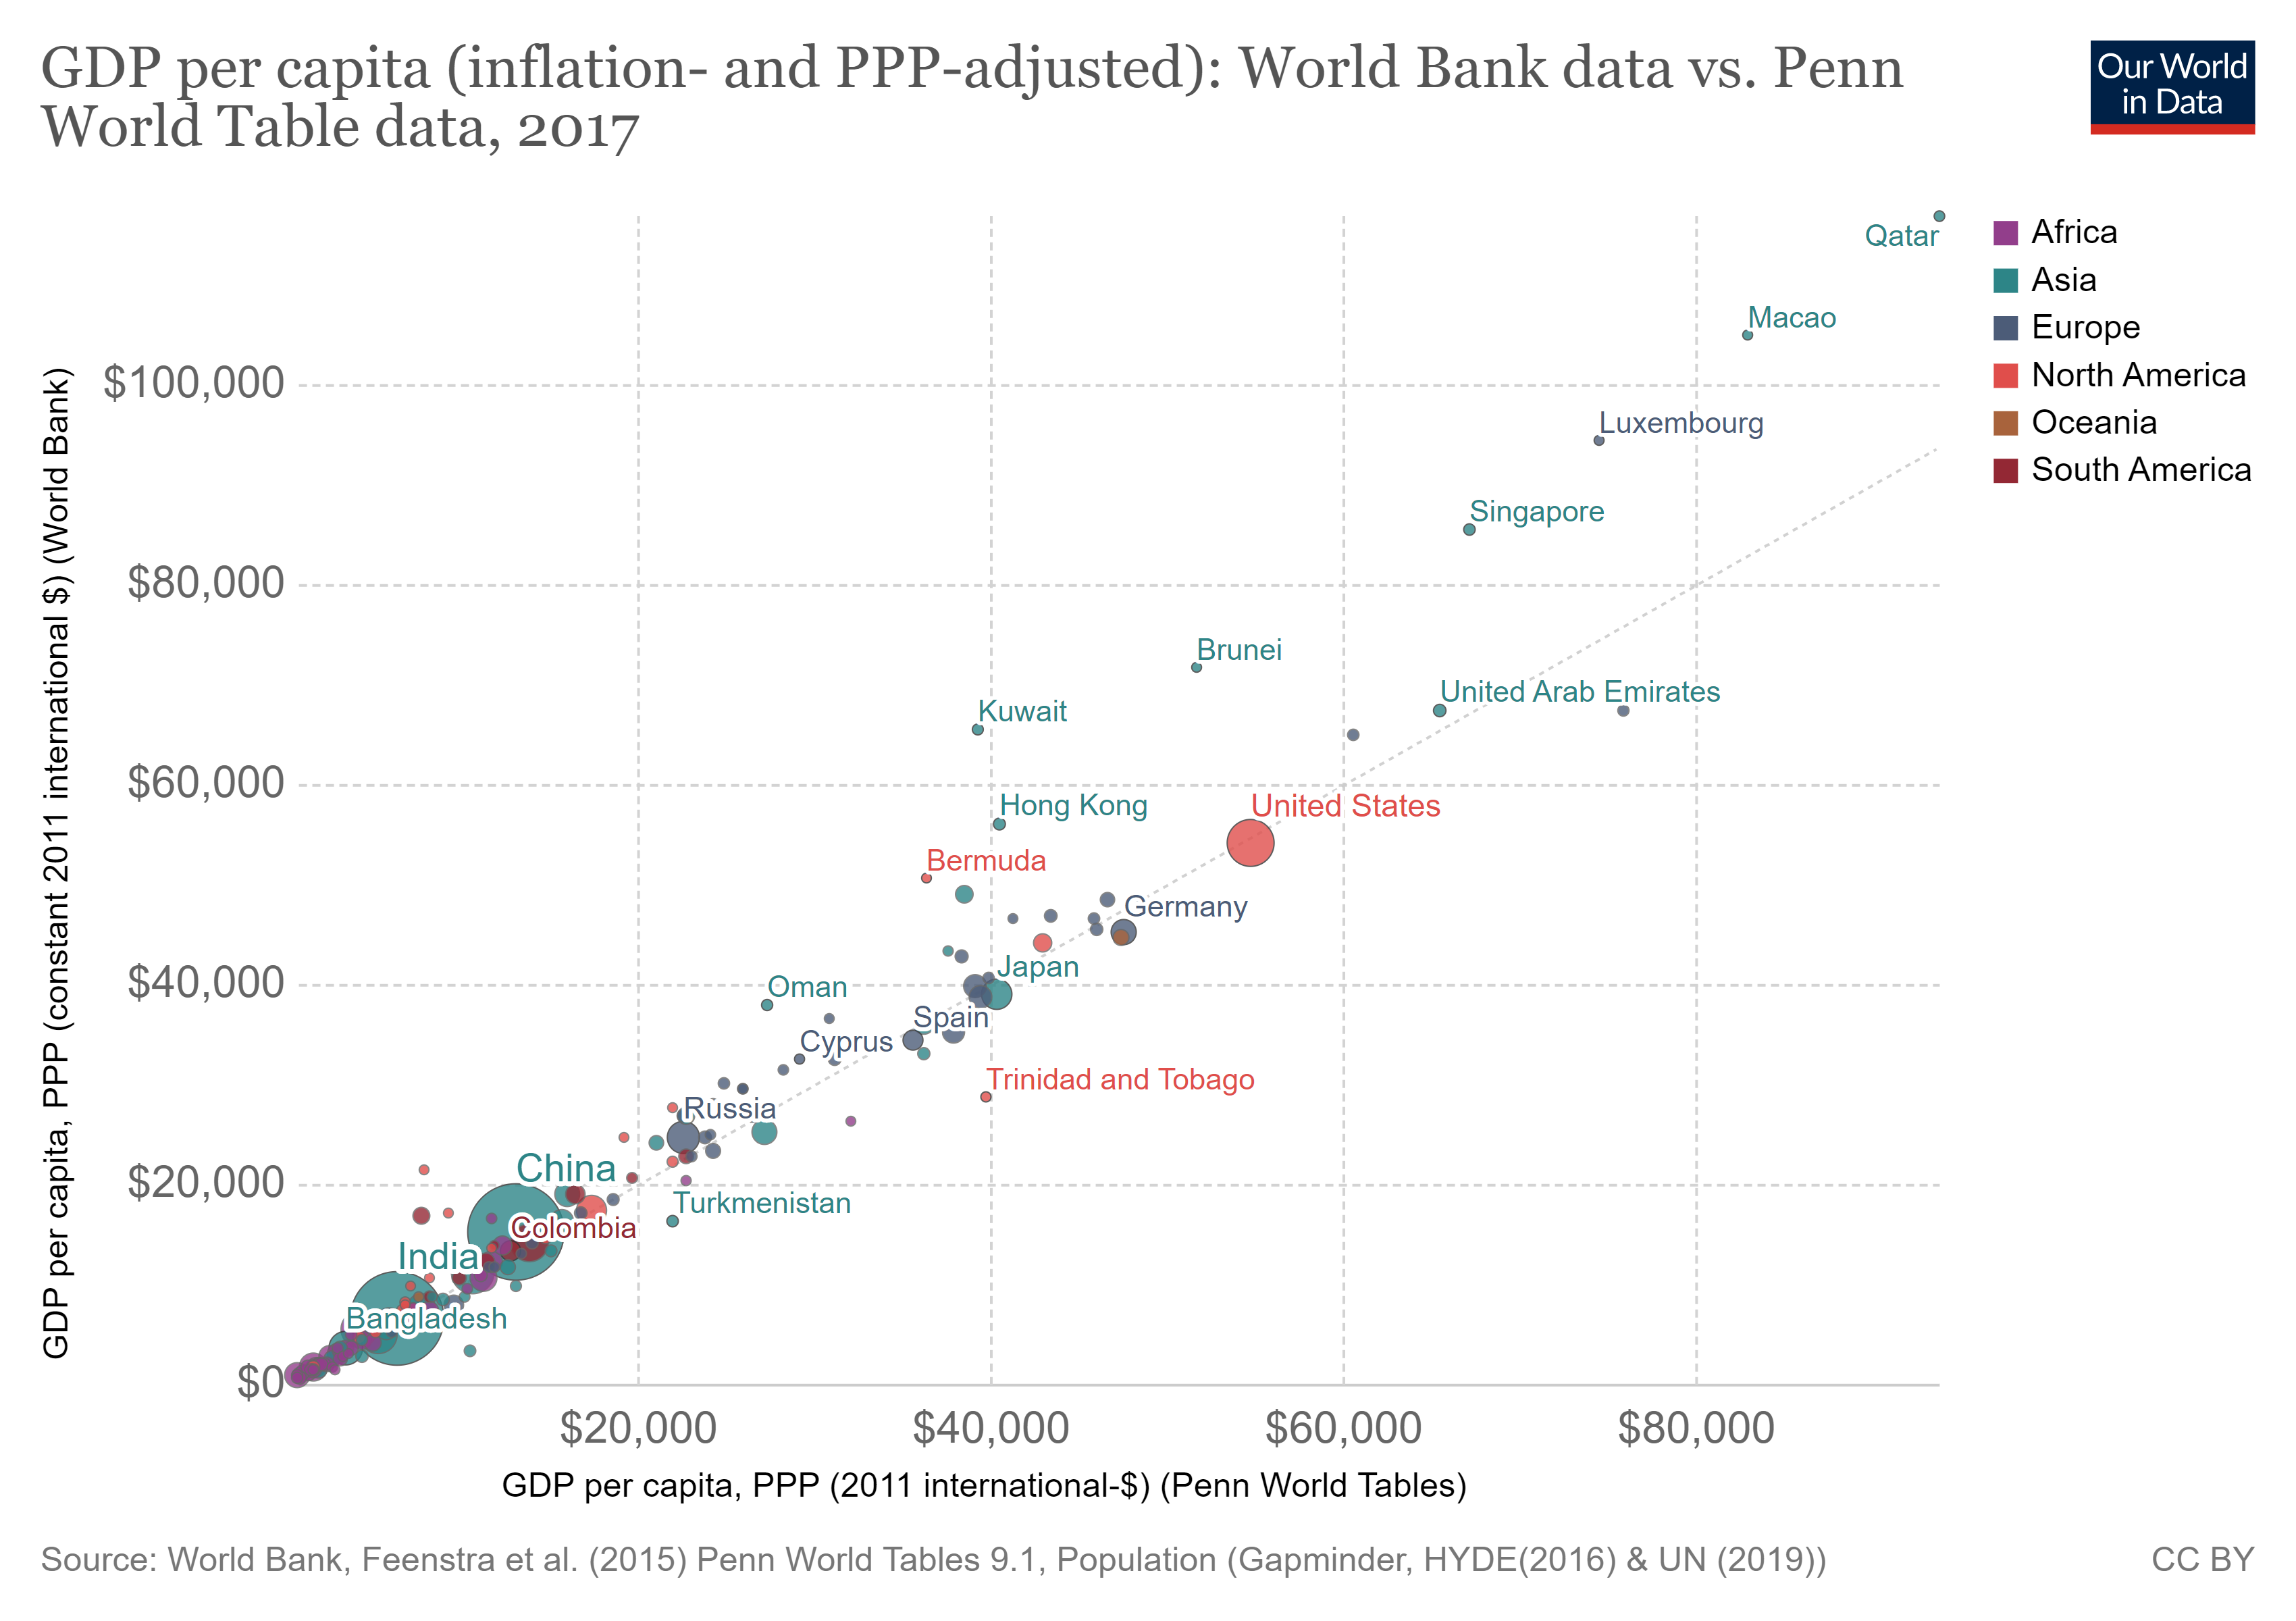 GDP per capita (inflation- and PPP-adjusted): World Bank data vs. Penn
World Table data, 2017
Our World
in Data
Africa
Asia
Europe
North America
Oceania
South America
GDP per capita, PPP (constant 2011 international $) (World Bank)
$100,000
$80,000
$60,000
$40,000
$20,000
$0
Qatar
Macao
Luxembourg
Singapore
Brunei
United Arab Emirates
Kuwait
Hong Kong
United States
Bermuda
Germany
Japan
Oman
Spain
Cyprus
Trinidad and Tobago
Russia
China
Turkmenistan
Colombia
India
Bangladesh
$20,000
$40,000
$60,000
$80,000
GDP per capita, PPP (2011 international-$) (Penn World Tables)
Source: World Bank, Feenstra et al. (2015) Penn World Tables 9.1, Population (Gapminder, HYDE(2016) & UN (2019))
CC BY